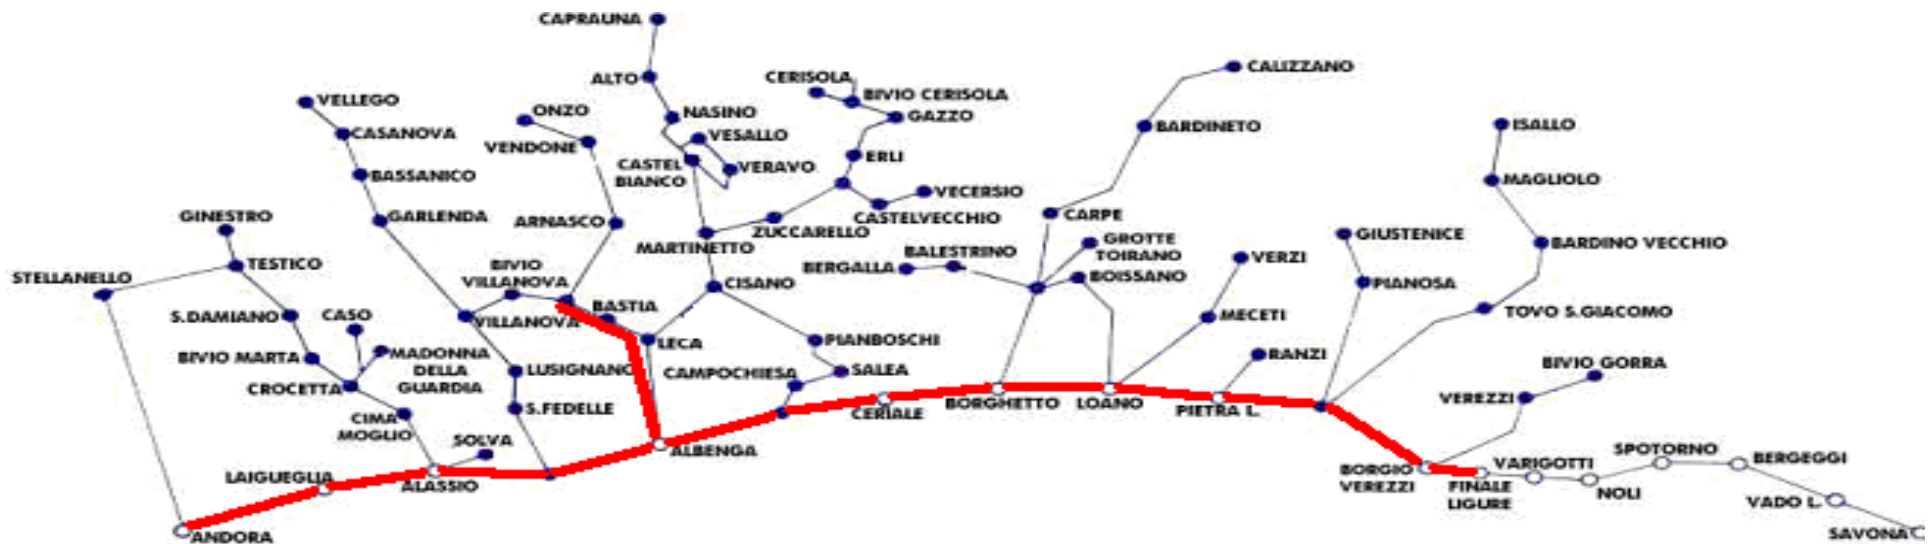 CAPRAUNA
ALTO
CERISOLA
BIVIO CERISOLA
CALIZZANO
VELLEGO
ONZO
NASINO
GAZZO
CASANOVA
VENDONE
VESALLO
BARDINETO
ISALLO
ERLI
CASTEL
BIANCO
VERAVO
BASSANICO
VECERSIO
MAGLIOLO
GINESTRO
GARLENDA
ARNASCO
CASTELVECCHIO
CARPE
ZUCCARELLO
MARTINETTO
GROTTE
TOIRANO
GIUSTENICE
BARDINO VECCHIO
STELLANELLO
TESTICO
BIVIO
VILLANOVA
BALESTRINO
BERGALLA
BOISSANO
VERZI
CISANO
PIANOSA
S.DAMIANO
CASO
VILLANOVA
BASTIA
MECETI
TOVO S.GIACOMO
LECA
PIANBOSCHI
BIVIO MARTA
MADONNA
DELLA
GUARDIA
RANZI
BIVIO GORRA
LUSIGNANO
CAMPOCHIESA
SALEA
CROCETTA
VEREZZI
S.FEDELLE
CERIALE
BORGHETTO
LOANO
PIETRA L.
CIMA
MOGLIO
SOLVA
ALBENGA
LAIGUEGLIA
ALASSIO
BORGIO
VEREZZI
FINALE
LIGURE
VARIGOTTI
NOLI
SPOTORNO
BERGEGGI
VADO L.
SAVONA
ANDORA